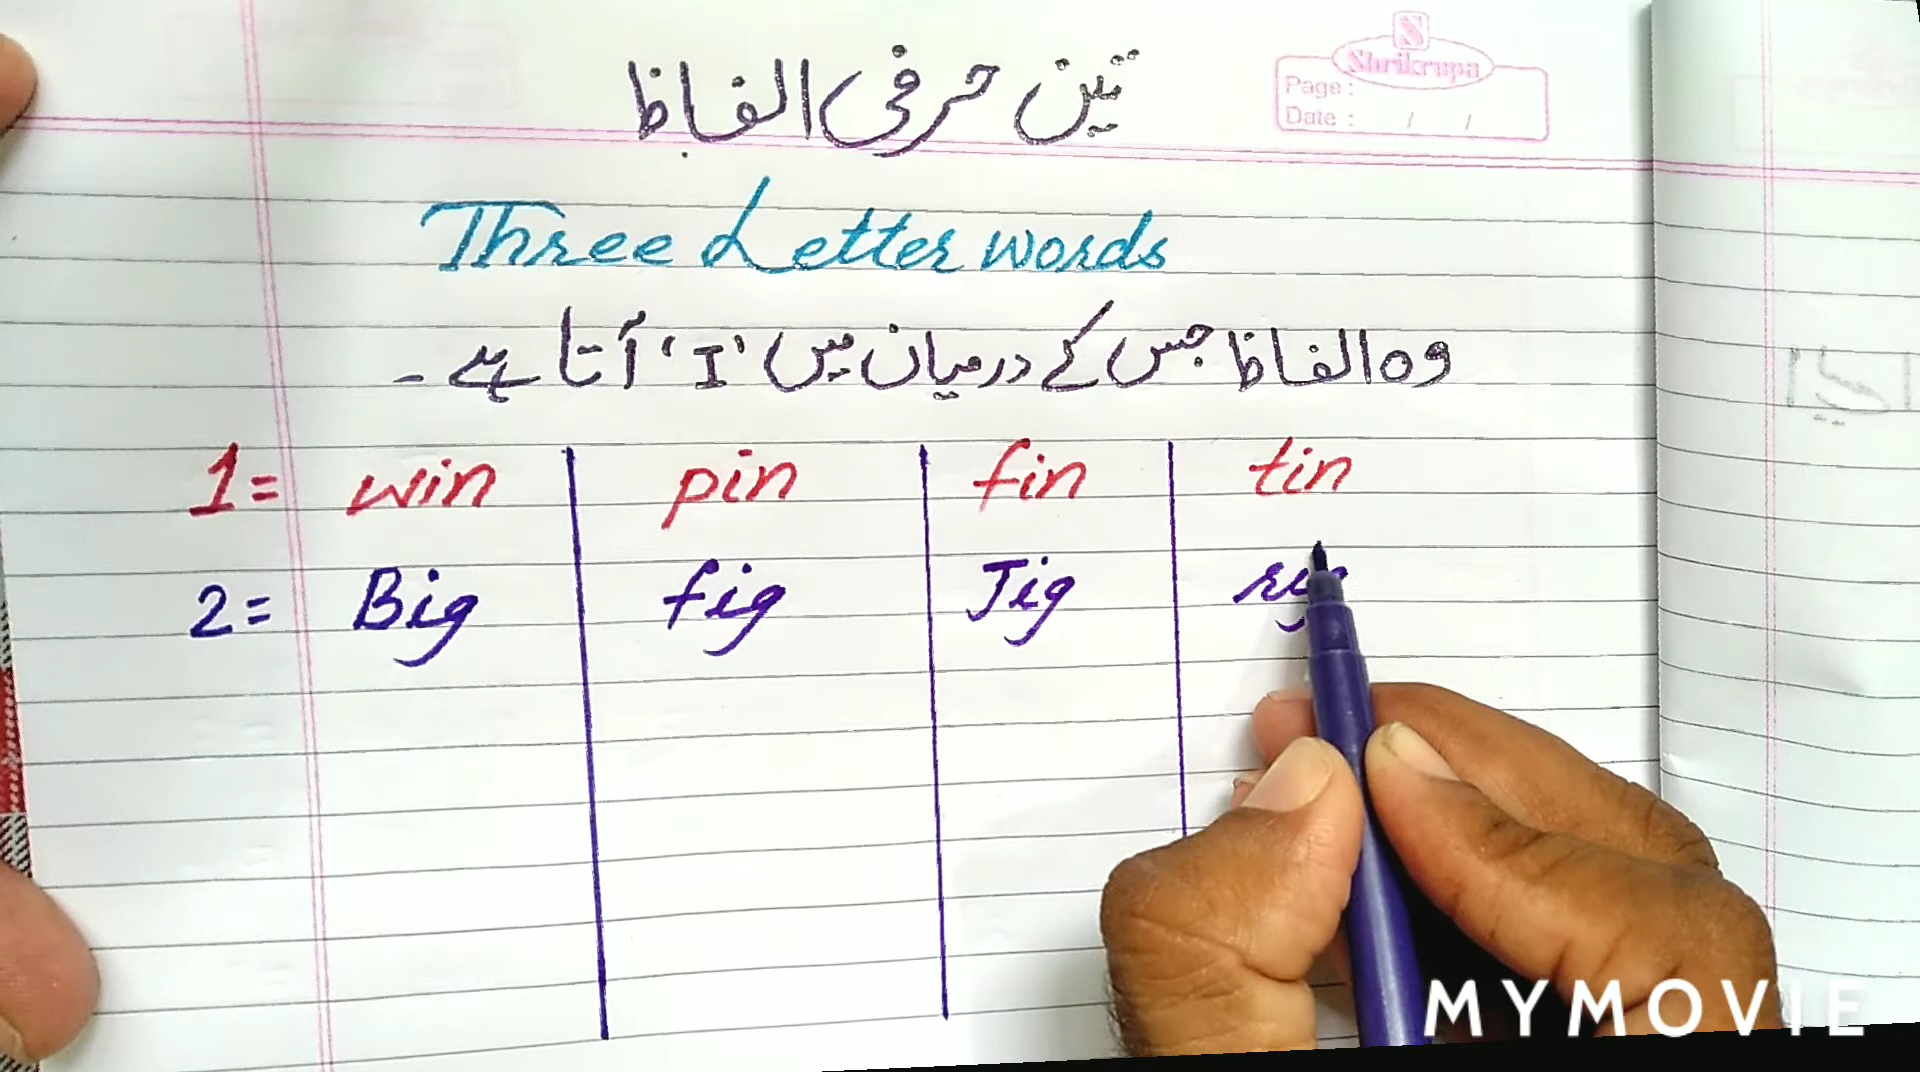 تین حرفی الفاظ
Shrikrupa
Page :
Date : / /
Three Letter words
وہ الفاظ جس کے درمیان میں 'I' آتا ہے ۔
1= win pin fin tin
2= Big fig Jig
MYMOVIE